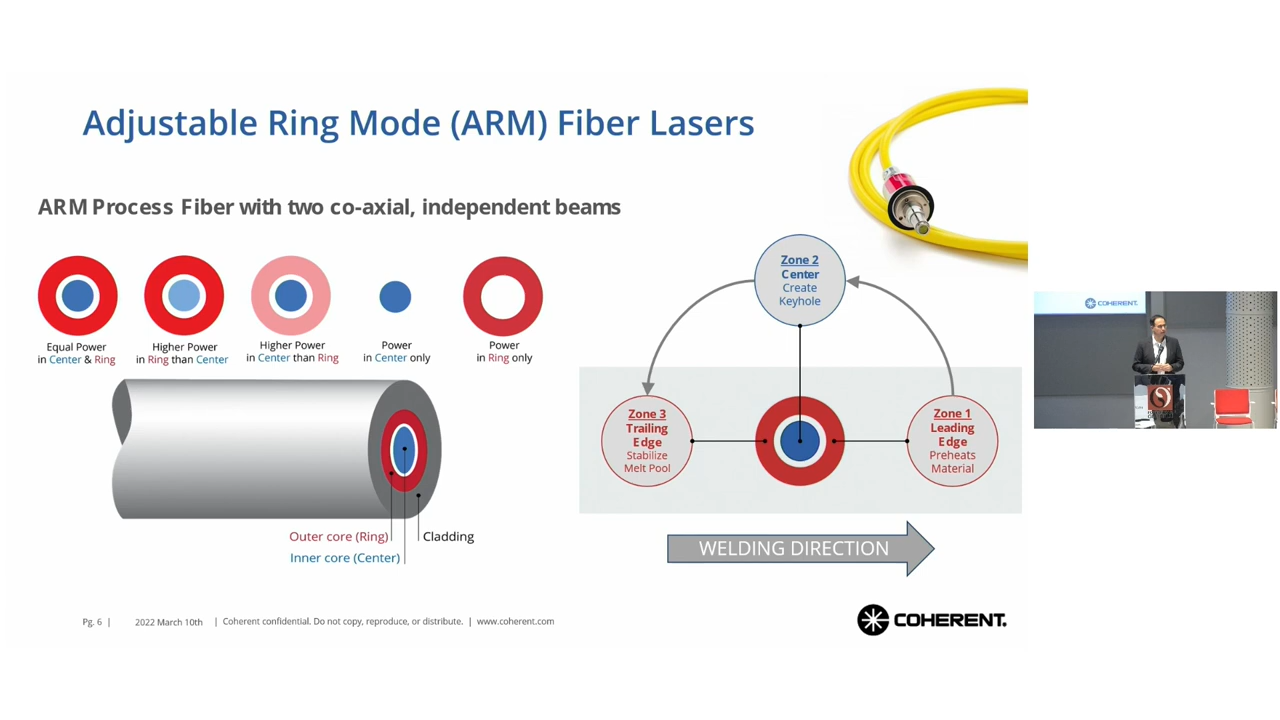 Adjustable Ring Mode (ARM) Fiber Lasers
ARM Process Fiber with two co-axial, independent beams
Equal Power
in Center & Ring
Higher Power
in Ring than Center
Higher Power
in Center than Ring
Power
in Center only
Power
in Ring only
Outer core (Ring)
Inner core (Center)
Cladding
Zone 2
Center
Create
Keyhole
Zone 3
Trailing
Edge
Stabilize
Melt Pool
Zone 1
Leading
Edge
Preheats
Material
WELDING DIRECTION
Pg. 6 | 2022 March 10th | Coherent confidential. Do not copy, reproduce, or distribute. | www.coherent.com
COHERENT.
COHERENT.